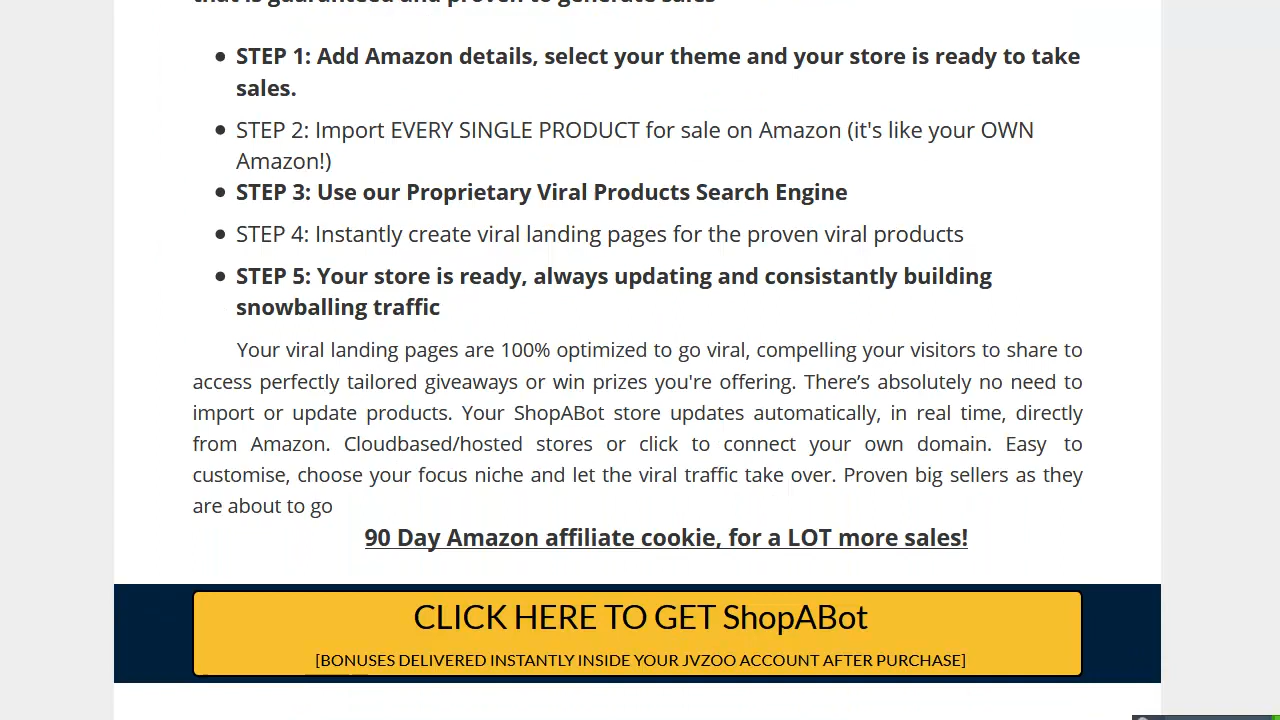 that is guaranteed and proven to generate sales
STEP 1: Add Amazon details, select your theme and your store is ready to take
sales.
STEP 2: Import EVERY SINGLE PRODUCT for sale on Amazon (it's like your OWN
Amazon!)
STEP 3: Use our Proprietary Viral Products Search Engine
STEP 4: Instantly create viral landing pages for the proven viral products
STEP 5: Your store is ready, always updating and consistantly building
snowballing traffic
Your viral landing pages are 100% optimized to go viral, compelling your visitors to share to
access perfectly tailored giveaways or win prizes you're offering. There’s absolutely no need to
import or update products. Your ShopABot store updates automatically, in real time, directly
from Amazon. Cloudbased/hosted stores or click to connect your own domain. Easy to
customise, choose your focus niche and let the viral traffic take over. Proven big sellers as they
are about to go
90 Day Amazon affiliate cookie, for a LOT more sales!
CLICK HERE TO GET ShopABot
[BONUSES DELIVERED INSTANTLY INSIDE YOUR JVZOO ACCOUNT AFTER PURCHASE]